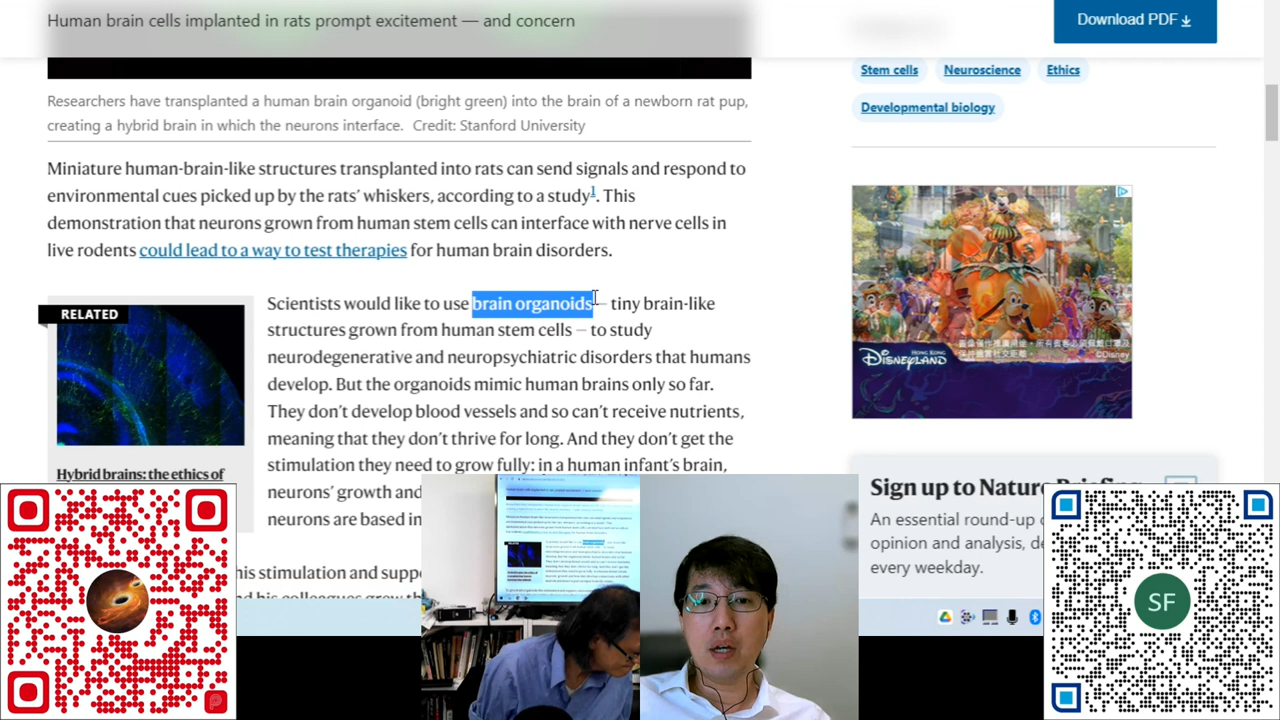 Human brain cells implanted in rats prompt excitement — and concern
Download PDF
Stem cells
Neuroscience
Ethics
Developmental biology
Researchers have transplanted a human brain organoid (bright green) into the brain of a newborn rat pup,
creating a hybrid brain in which the neurons interface. Credit: Stanford University
Miniature human-brain-like structures transplanted into rats can send signals and respond to
environmental cues picked up by the rats’ whiskers, according to a study1. This
demonstration that neurons grown from human stem cells can interface with nerve cells in
live rodents could lead to a way to test therapies for human brain disorders.
RELATED
Hybrid brains: the ethics of
Scientists would like to use brain organoids — tiny brain-like
structures grown from human stem cells — to study
neurodegenerative and neuropsychiatric disorders that humans
develop. But the organoids mimic human brains only so far.
They don’t develop blood vessels and so can’t receive nutrients,
meaning that they don’t thrive for long. And they don’t get the
stimulation they need to grow fully: in a human infant’s brain,
neurons’ growth and
neurons are based in
his stimulation and supp
HONG KONG
DISNEYLAND
©Disney
Sign up to Nature Briefing
An essential
opinion and analysis
every weekday.
SF